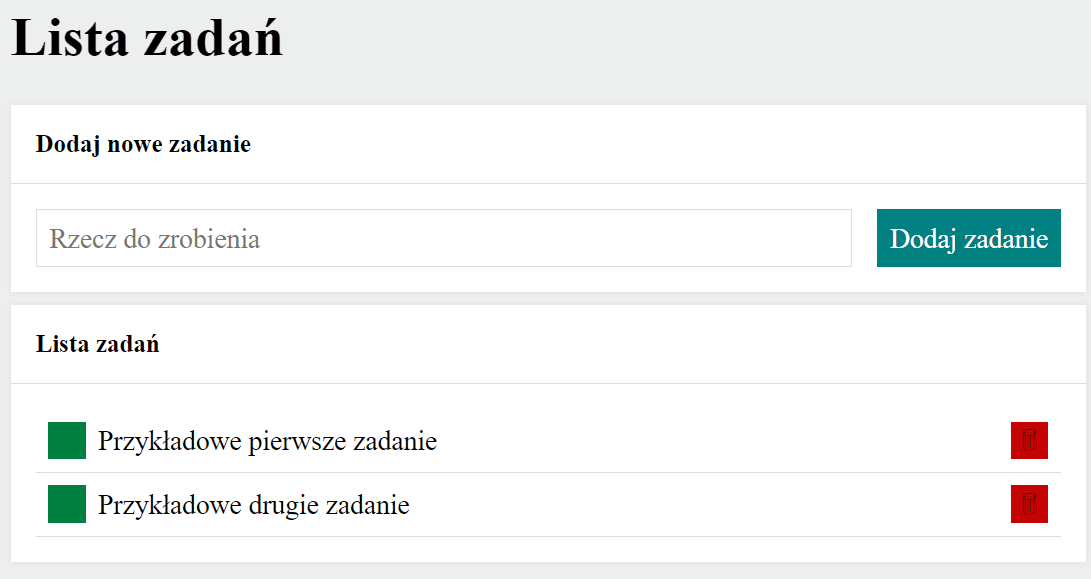 Lista zadań
Dodaj nowe zadanie
Rzecz do zrobienia
Dodaj zadanie
Lista zadań
Przykładowe pierwsze zadanie
Przykładowe drugie zadanie